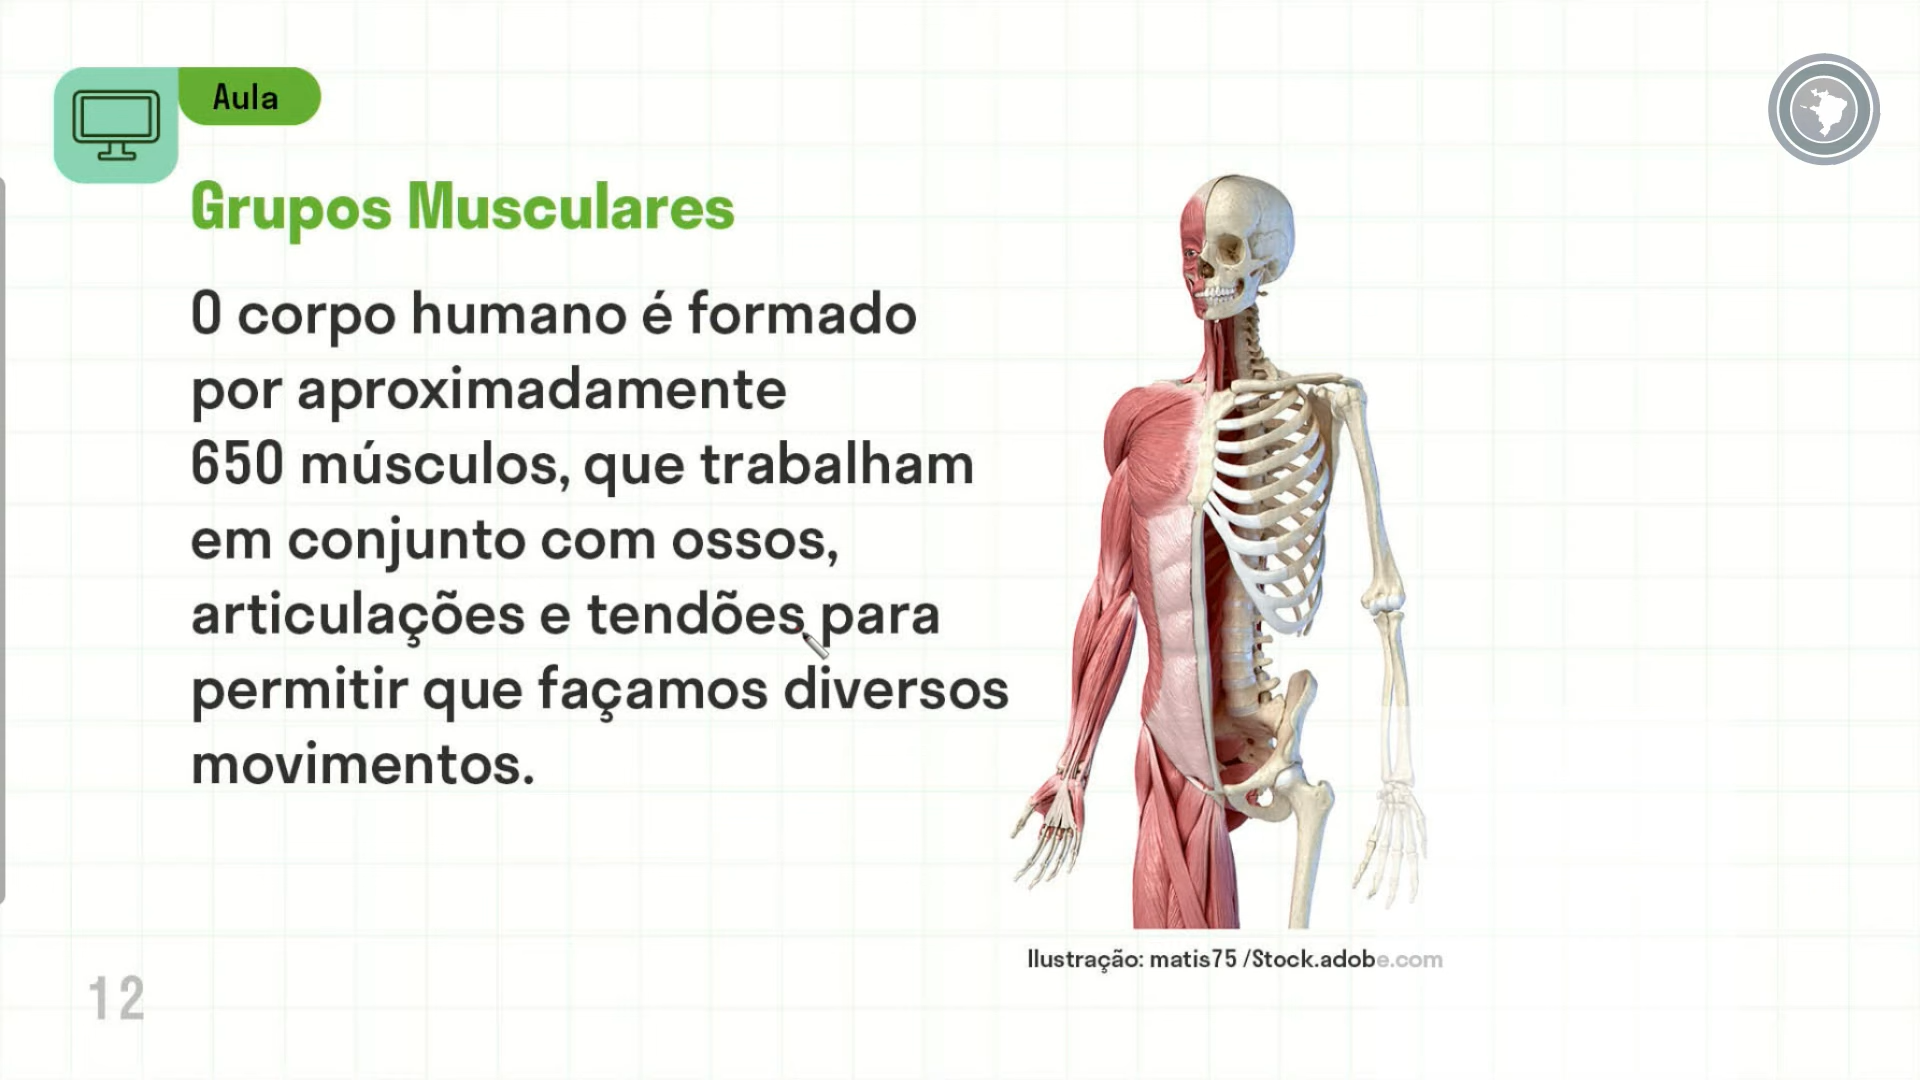 Aula
Grupos Musculares
O corpo humano é formado
por aproximadamente
650 músculos, que trabalham
em conjunto com ossos,
articulações e tendões para
permitir que façamos diversos
movimentos.
Ilustração: matis75 /Stock.adobe.com
12